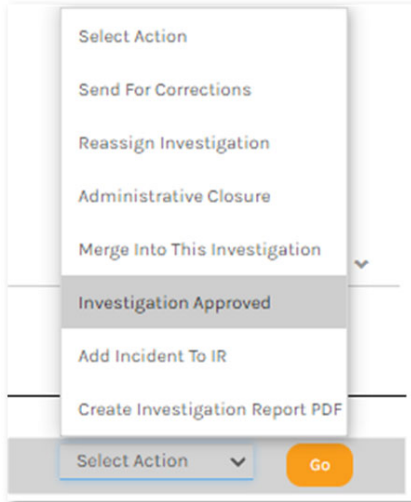 Select Action
Send For Corrections
Reassign Investigation
Administrative Closure
Merge Into This Investigation
Investigation Approved
Add Incident To IR
Create Investigation Report PDF
Select Action
Go